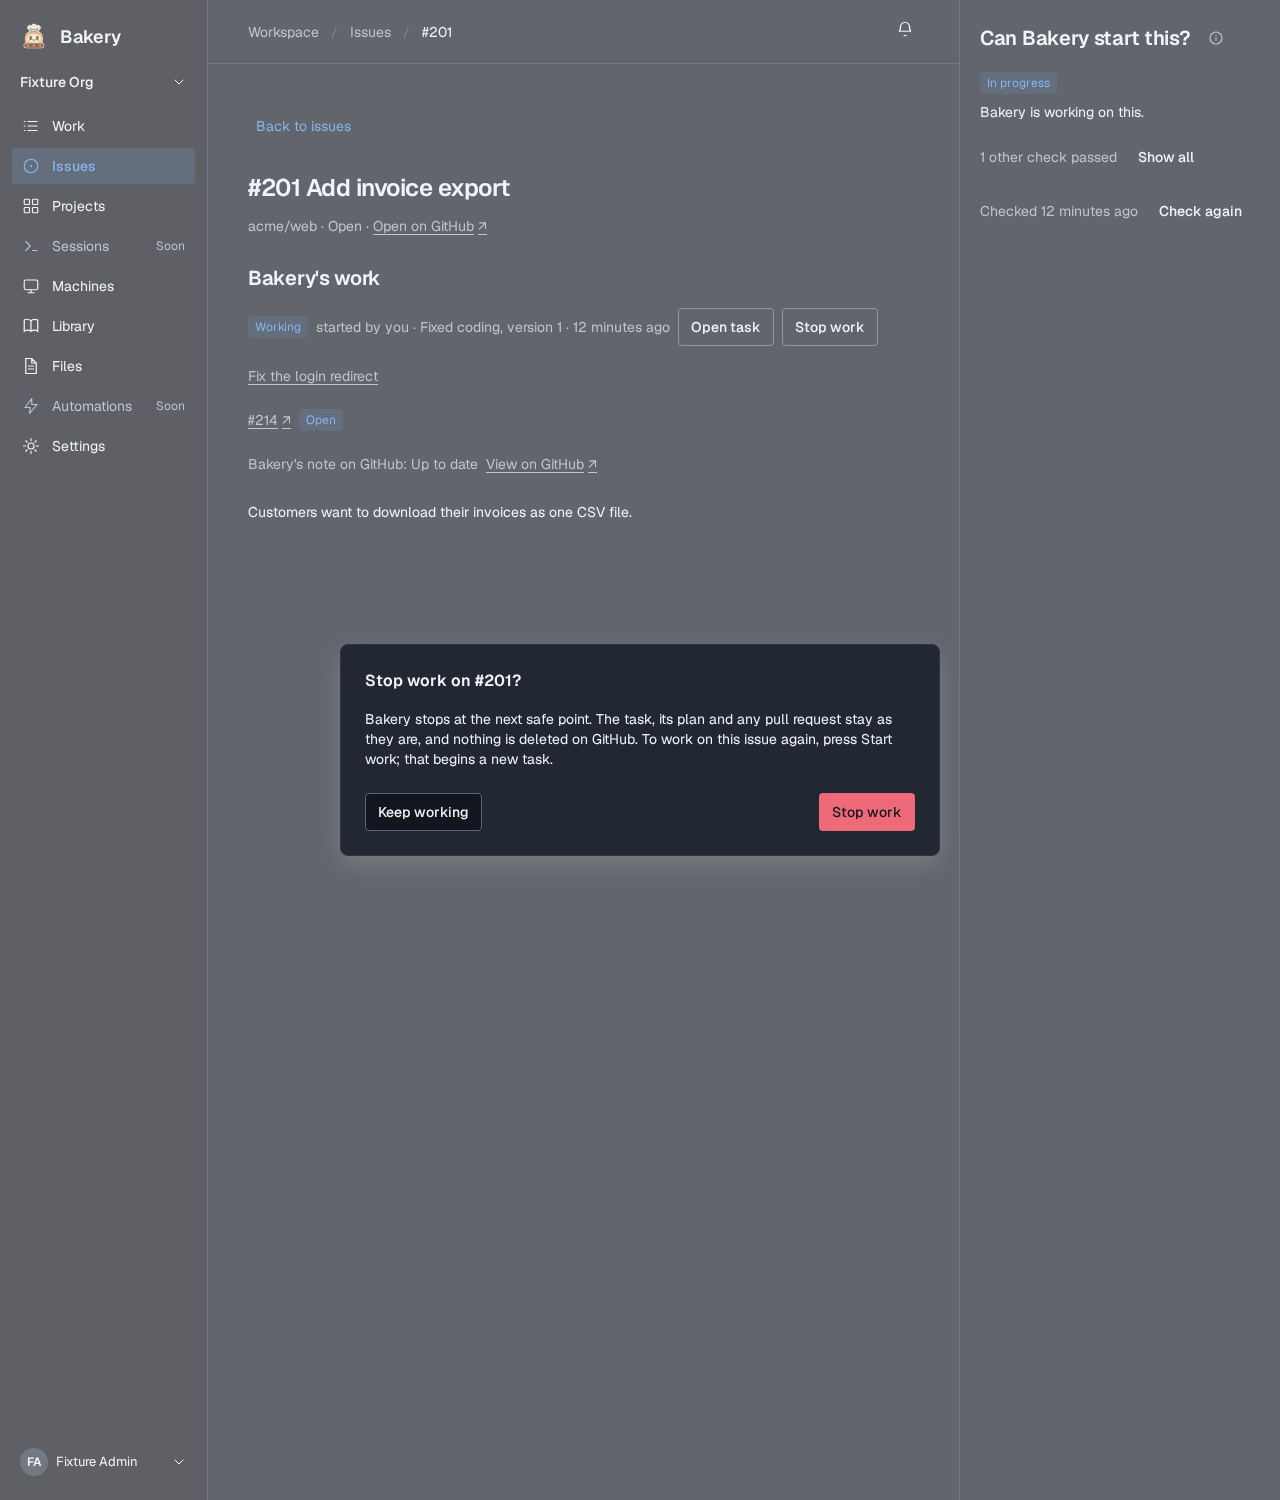 Bakery
Fixture Org
Work
Issues
Projects
Sessions Soon
Machines
Library
Files
Automations Soon
Settings
FA Fixture Admin
Workspace / Issues / #201
Back to issues
#201 Add invoice export
acme/web · Open · Open on GitHub ↗
Bakery's work
Working started by you · Fixed coding, version 1 · 12 minutes ago Open task Stop work
Fix the login redirect
#214 ↗ Open
Bakery's note on GitHub: Up to date View on GitHub ↗
Customers want to download their invoices as one CSV file.
Stop work on #201?
Bakery stops at the next safe point. The task, its plan and any pull request stay as
they are, and nothing is deleted on GitHub. To work on this issue again, press Start
work; that begins a new task.
Keep working Stop work
Can Bakery start this?
In progress
Bakery is working on this.
1 other check passed Show all
Checked 12 minutes ago Check again